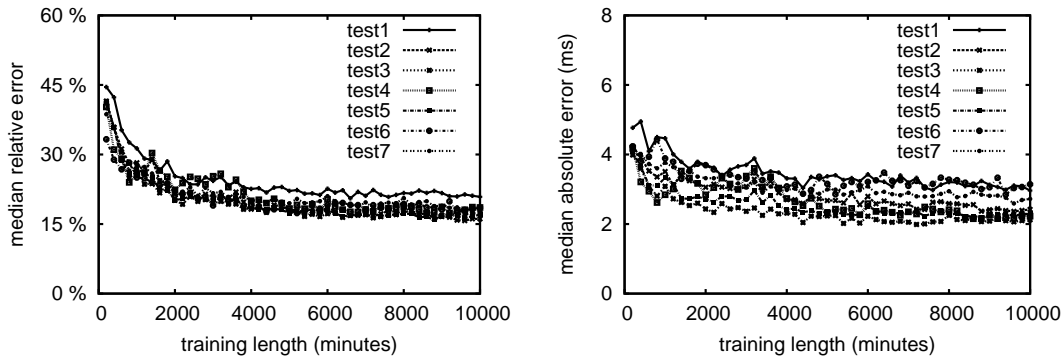 60 %
45 %
30 %
15 %
0 %
median relative error
test1
test2
test3
test4
test5
test6
test7
0 2000 4000 6000 8000 10000
training length (minutes)
8
6
4
2
0
median absolute error (ms)
test1
test2
test3
test4
test5
test6
test7
0 2000 4000 6000 8000 10000
training length (minutes)